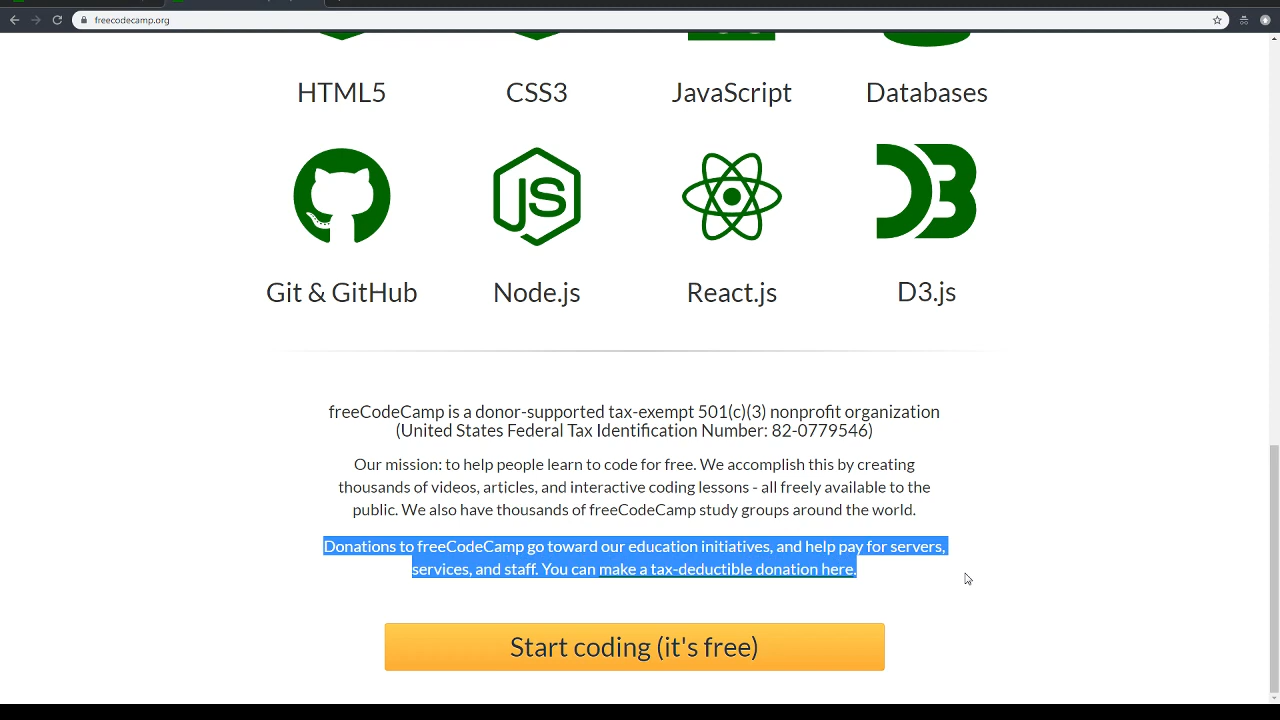 freecodecamp.org
HTML5 CSS3 JavaScript Databases
JS
Git & GitHub Node.js React.js D3.js
freeCodeCamp is a donor-supported tax-exempt 501(c)(3) nonprofit organization
(United States Federal Tax Identification Number: 82-0779546)
Our mission: to help people learn to code for free. We accomplish this by creating
thousands of videos, articles, and interactive coding lessons - all freely available to the
public. We also have thousands of freeCodeCamp study groups around the world.
Donations to freeCodeCamp go toward our education initiatives, and help pay for servers,
services, and staff. You can make a tax-deductible donation here.
Start coding (it's free)